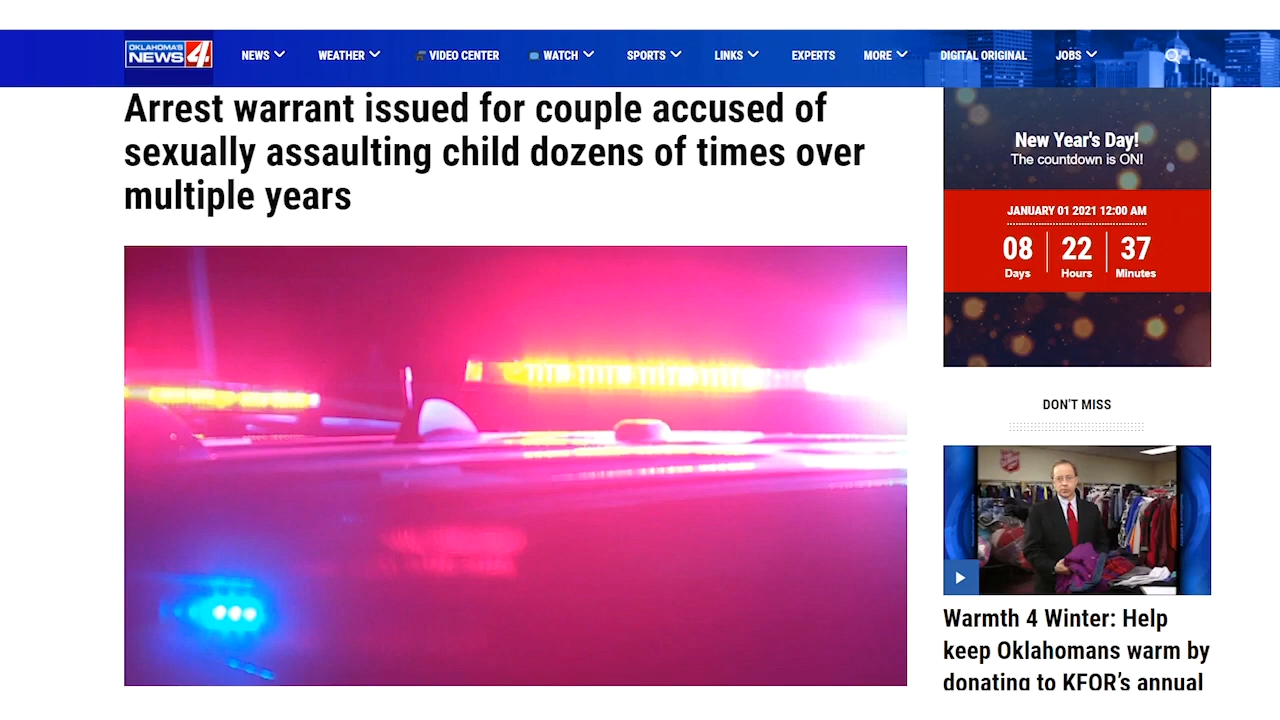 OKLAHOMA'S
NEWS 4
NEWS
WEATHER
VIDEO CENTER
WATCH
SPORTS
LINKS
EXPERTS
MORE
DIGITAL ORIGINAL
JOBS
Arrest warrant issued for couple accused of
sexually assaulting child dozens of times over
multiple years
New Year's Day!
The countdown is ON!
JANUARY 01 2021 12:00 AM
08 22 37
Days Hours Minutes
DON'T MISS
Warmth 4 Winter: Help
keep Oklahomans warm by
donating to KFOR's annual